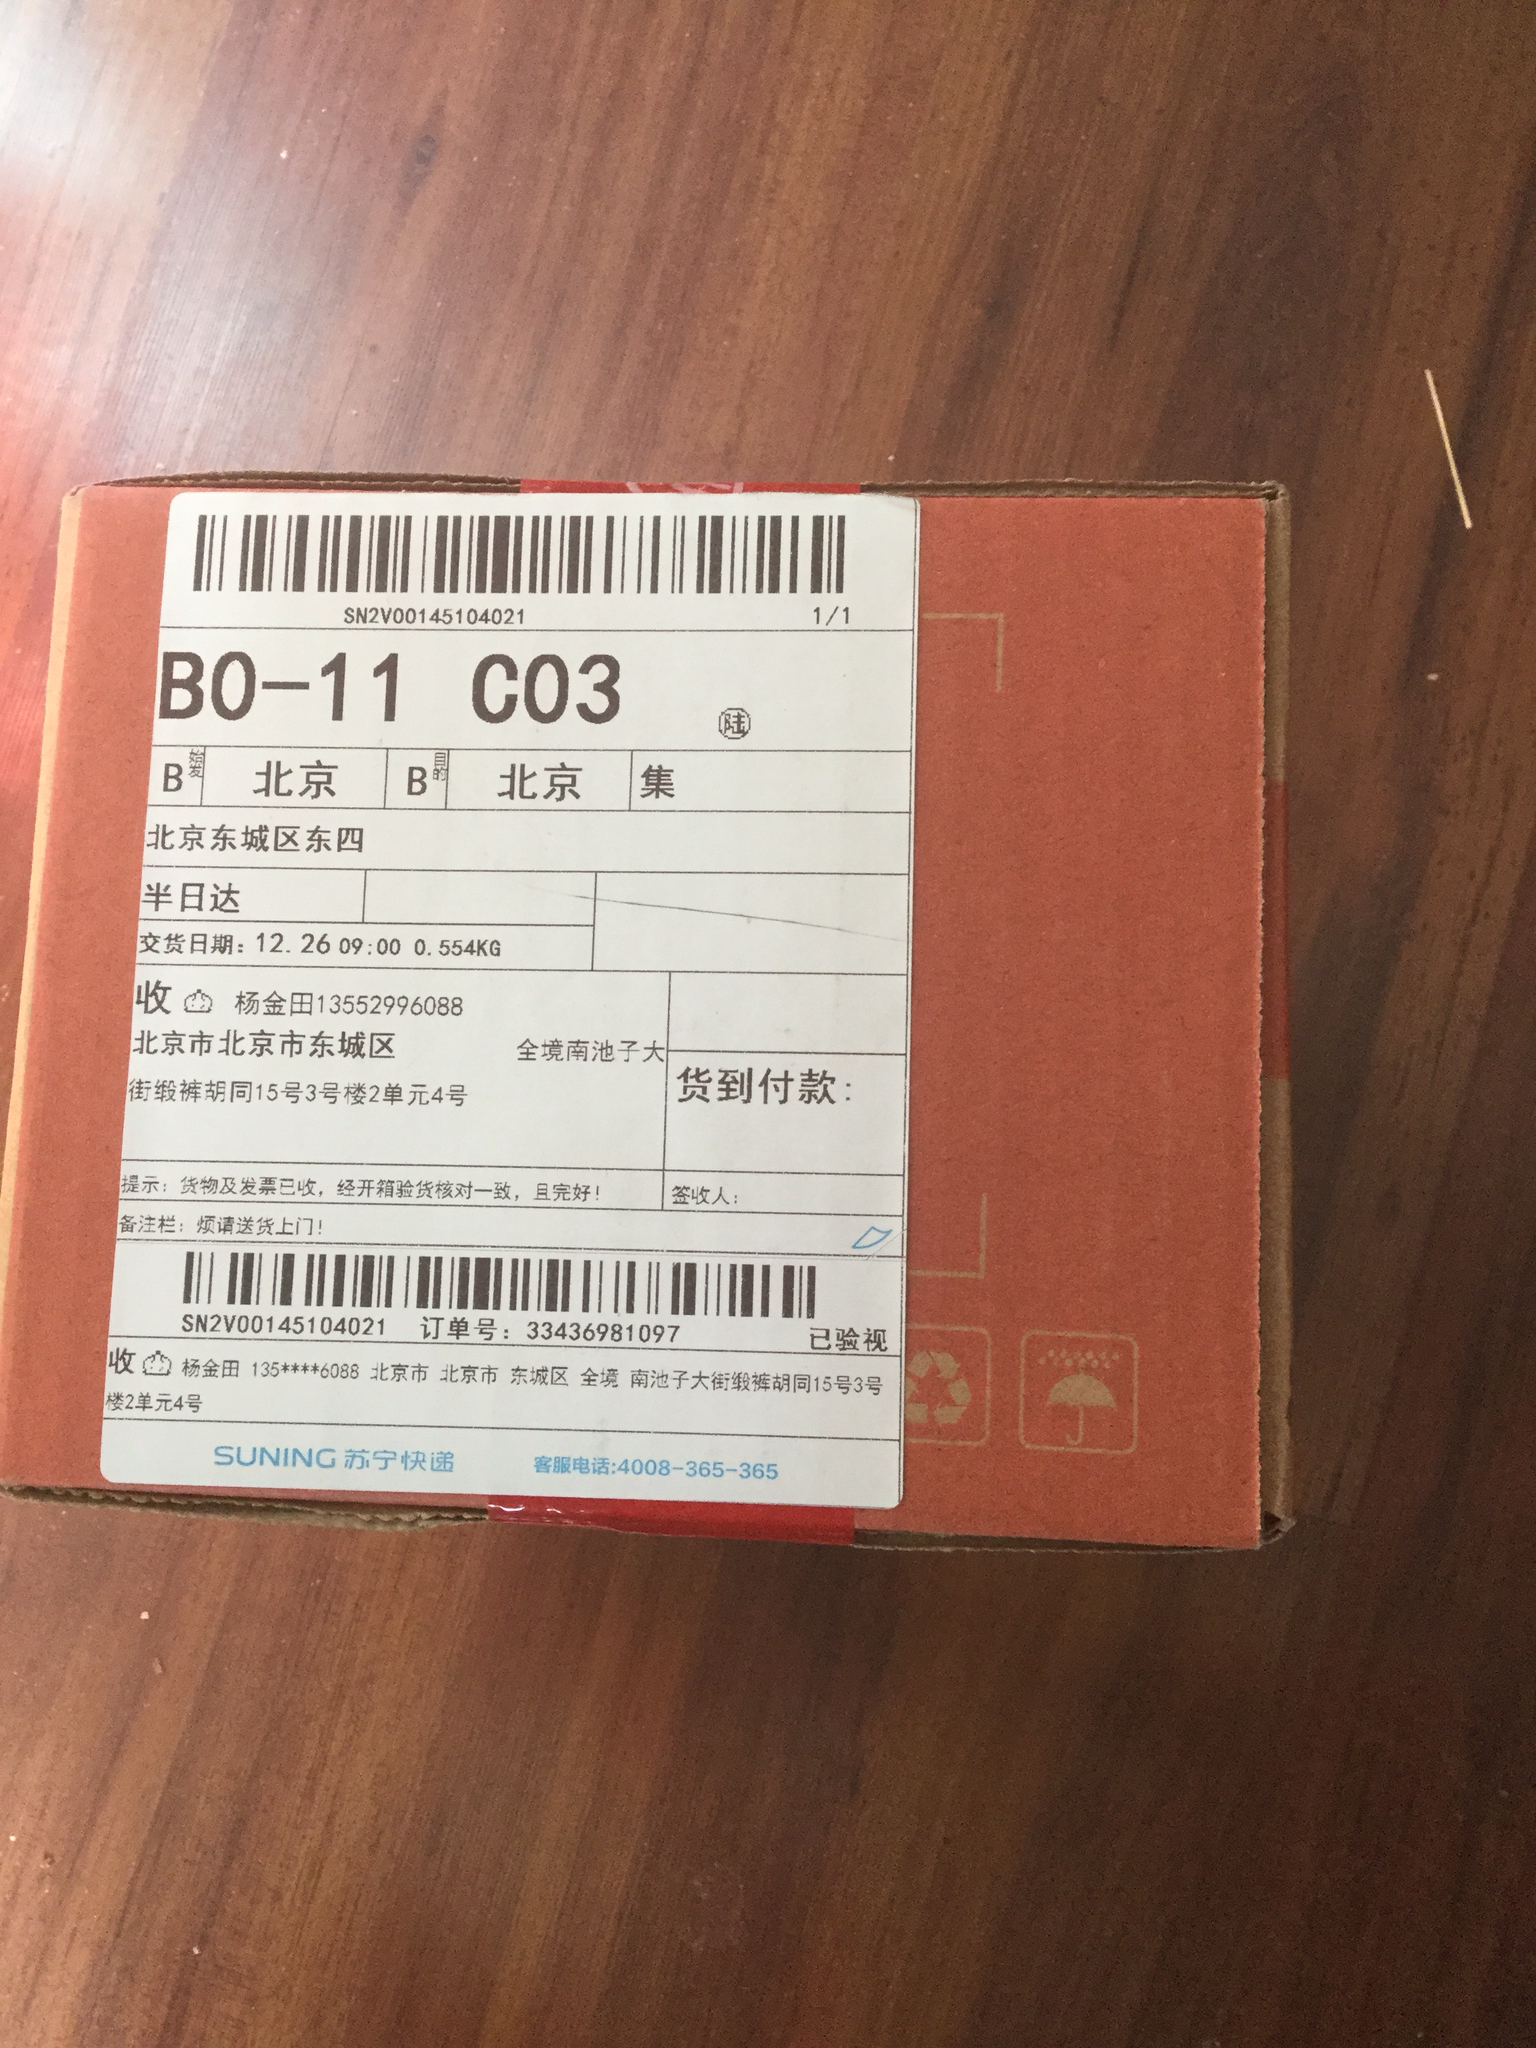 SN2V00145104021 1/1
B0-11 C03 陆
B 始发 北京 B 目的 北京 集
北京东城区东四
半日达
交货日期：12.26 09:00 0.554KG
收 杨金田13552996088
北京市北京市东城区 全境南池子大
街缎裤胡同15号3号楼2单元4号
货到付款：
提示：货物及发票已收，经开箱验货核对一致，且完好！ 签收人：
备注栏：烦请送货上门！
SN2V00145104021 订单号：33436981097 已验视
收 杨金田 135****6088 北京市 北京市 东城区 全境 南池子大街缎裤胡同15号3号
楼2单元4号
SUNING 苏宁快递 客服电话:4008-365-365